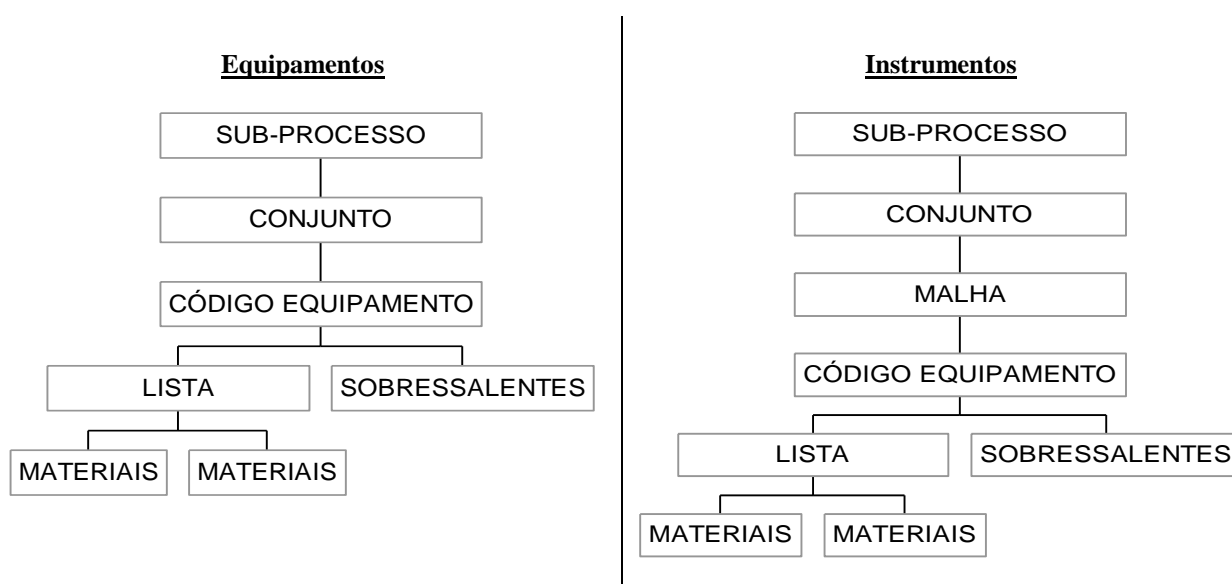 Equipamentos
SUB-PROCESSO
CONJUNTO
CÓDIGO EQUIPAMENTO
LISTA
SOBRESSALENTES
MATERIAIS
MATERIAIS
Instrumentos
SUB-PROCESSO
CONJUNTO
MALHA
CÓDIGO EQUIPAMENTO
LISTA
SOBRESSALENTES
MATERIAIS
MATERIAIS